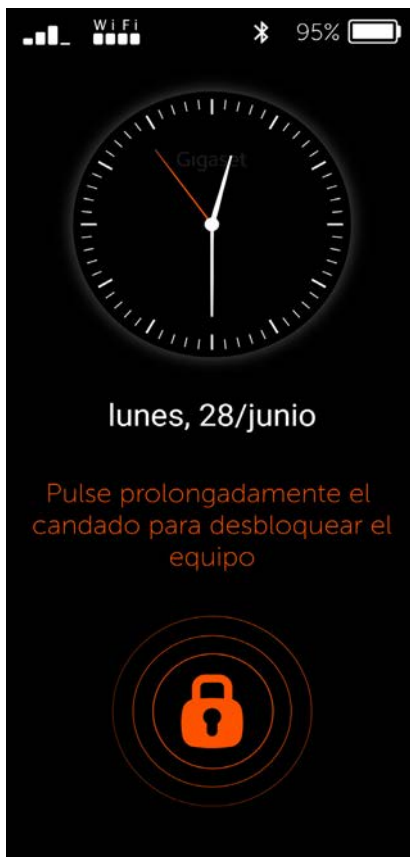 WiFi
95%
Gigaset
lunes, 28/junio
Pulse prolongadamente el
candado para desbloquear el
equipo